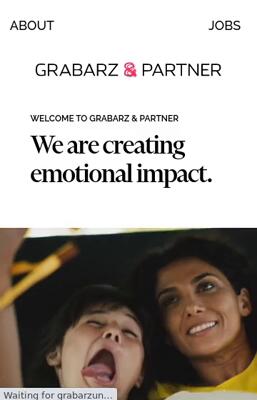 ABOUT
JOBS
GRABARZ & PARTNER
WELCOME TO GRABARZ & PARTNER
We are creating
emotional impact.
Waiting for grabarzun...